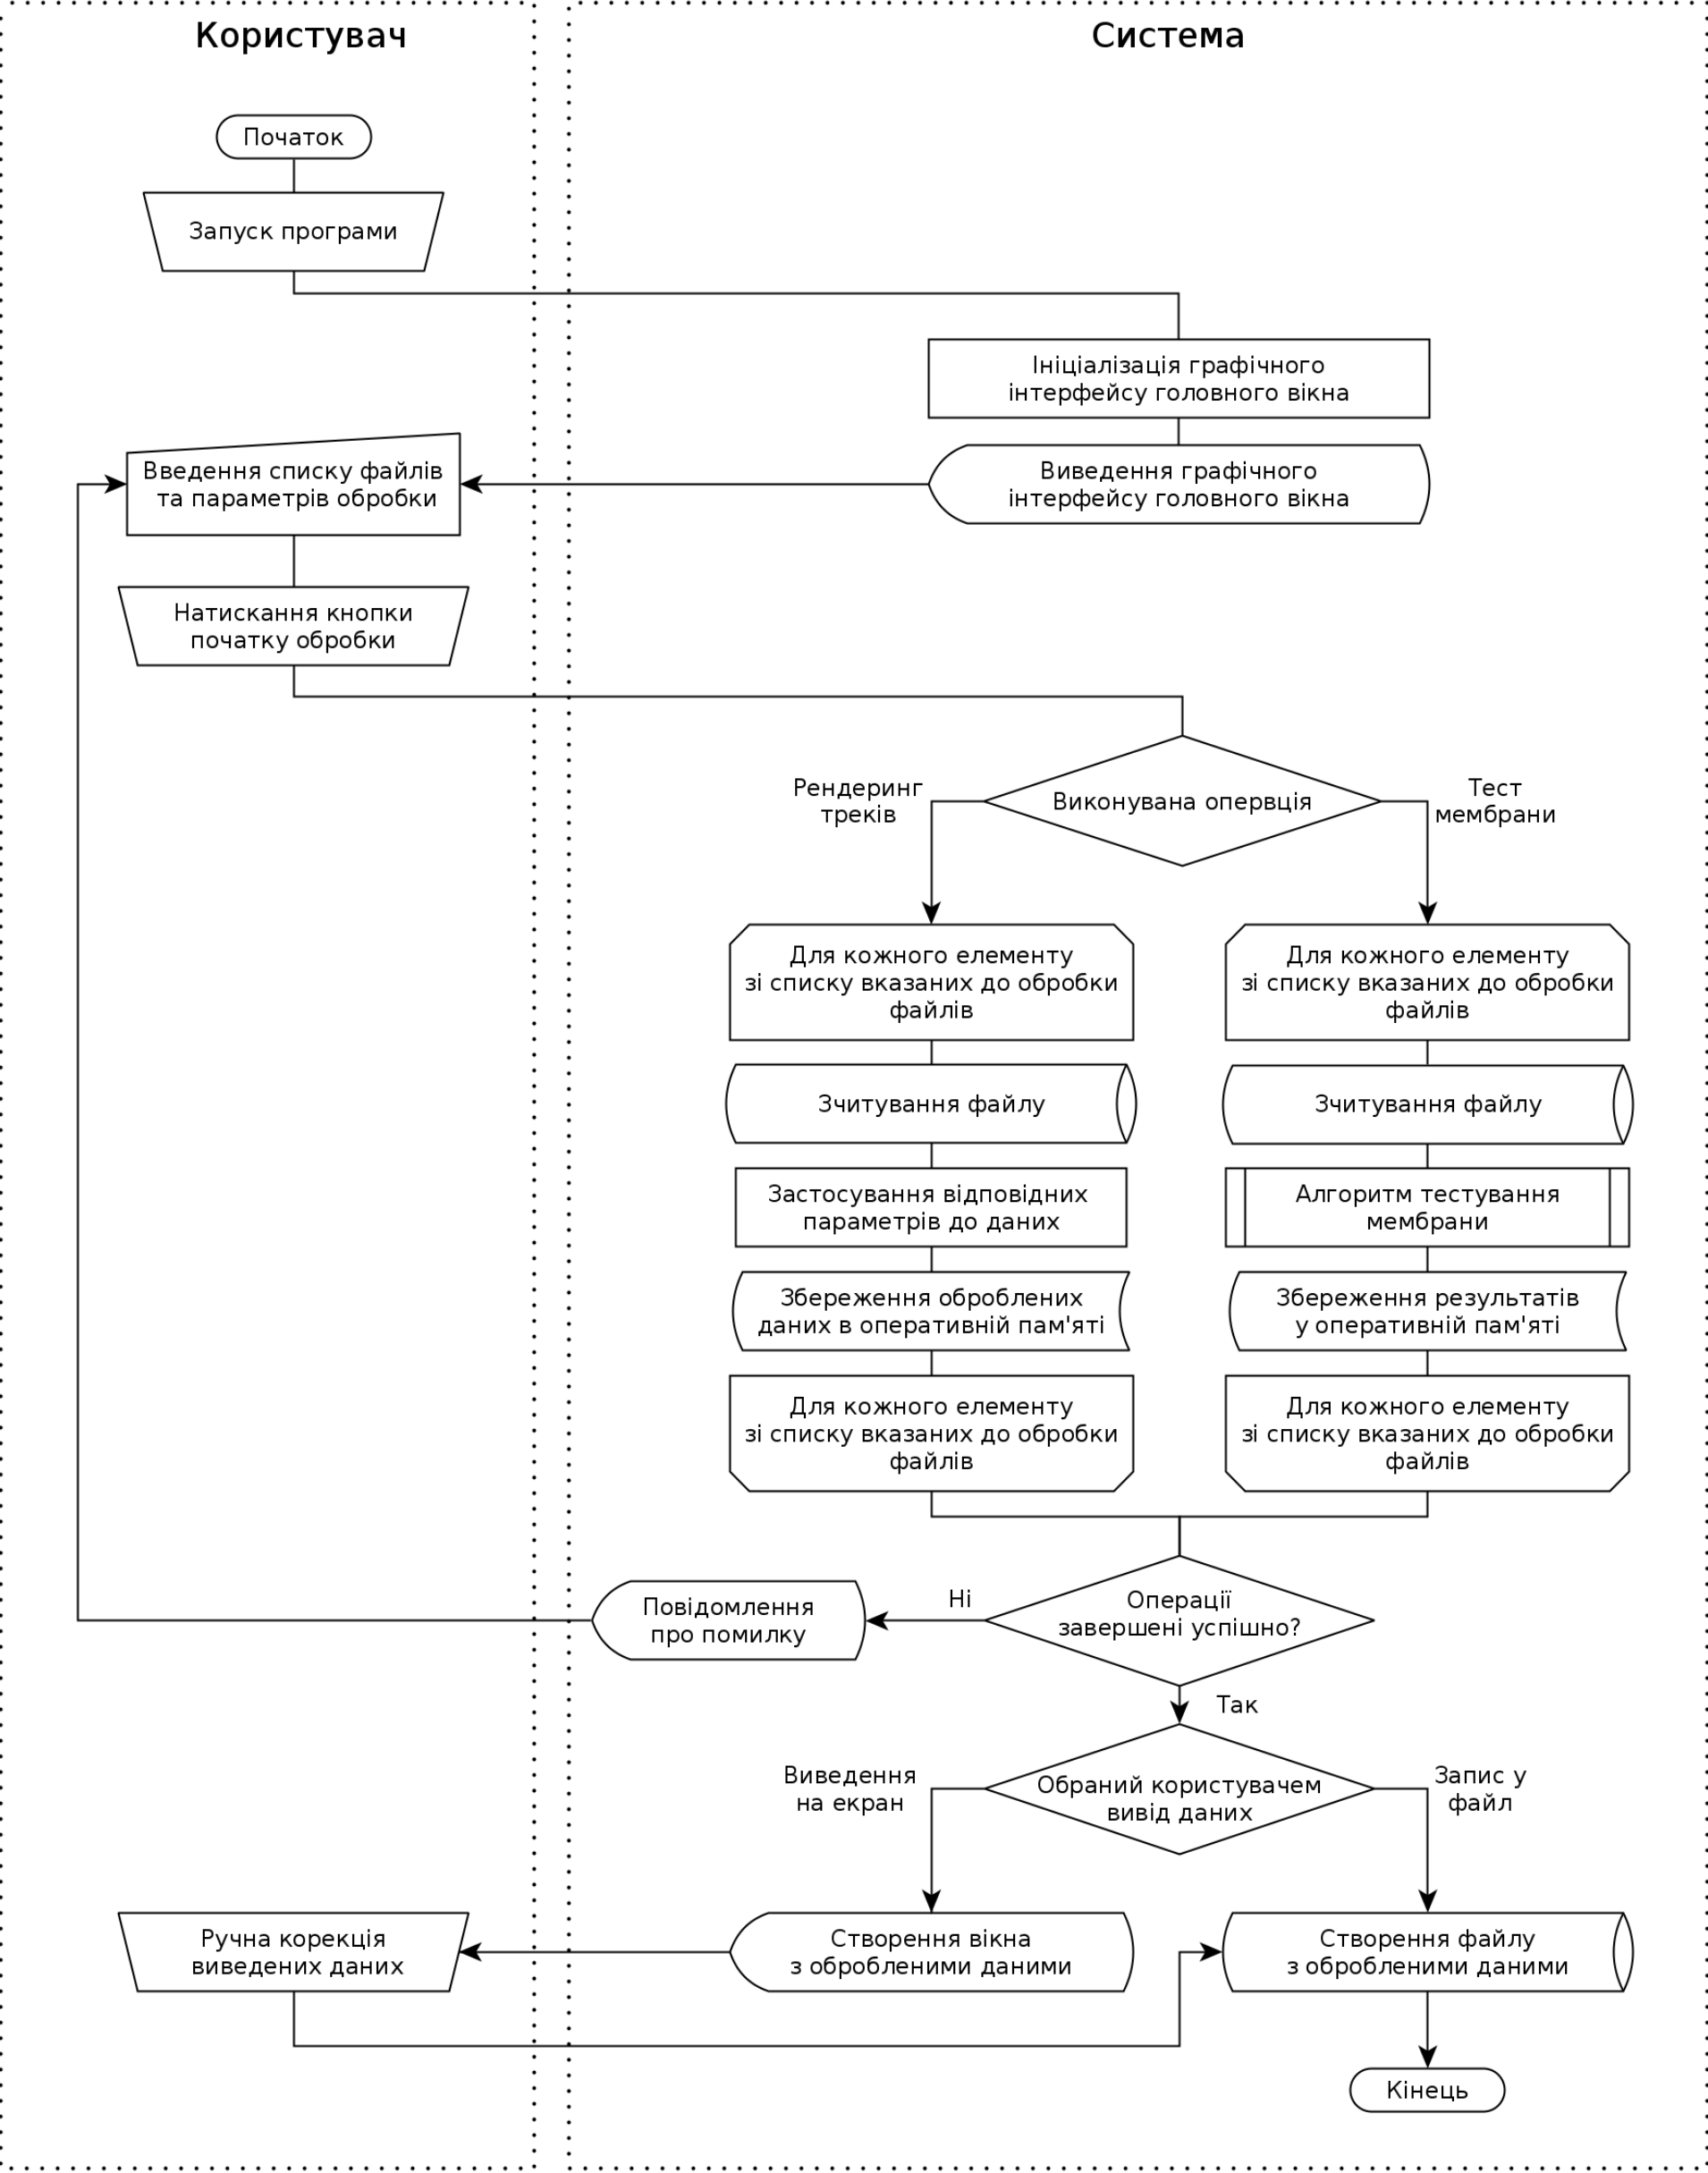 Користувач
Система
Початок
Запуск програми
Ініціалізація графічного
інтерфейсу головного вікна
Введення списку файлів
та параметрів обробки
Виведення графічного
інтерфейсу головного вікна
Натискання кнопки
початку обробки
Рендеринг
треків
Виконувана опервція
Тест
мембрани
Для кожного елементу
зі списку вказаних до обробки
файлів
Для кожного елементу
зі списку вказаних до обробки
файлів
Зчитування файлу
Зчитування файлу
Застосування відповідних
параметрів до даних
Алгоритм тестування
мембрани
Збереження оброблених
даних в оперативній пам'яті
Збереження результатів
у оперативній пам'яті
Для кожного елементу
зі списку вказаних до обробки
файлів
Для кожного елементу
зі списку вказаних до обробки
файлів
Повідомлення
про помилку
Ні
Операції
завершені успішно?
Так
Виведення
на екран
Обраний користувачем
вивід даних
Запис у
файл
Ручна корекція
виведених даних
Створення вікна
з обробленими даними
Створення файлу
з обробленими даними
Кінець